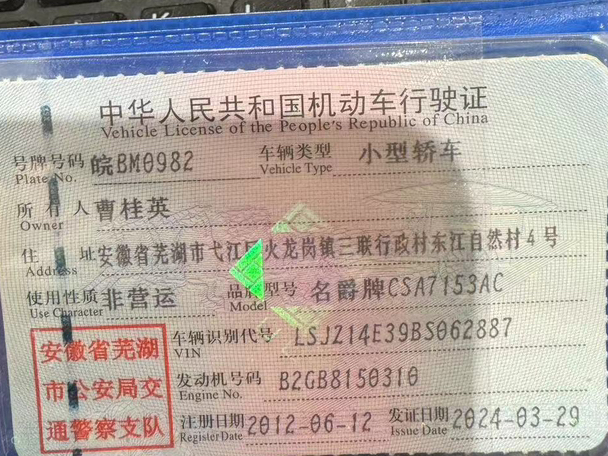 中华人民共和国机动车行驶证
Vehicle License of the People's Republic of China
号牌号码 皖BM0982 车辆类型 小型轿车
Plate No. Vehicle Type
所有人 曹桂英
Owner
住址 安徽省芜湖市弋江区火龙岗镇三联行政村东江自然村4号
Address
使用性质 非营运 品牌型号 名爵牌CSA7153AC
Use Character Model
安徽省芜湖市公安局交通警察支队
车辆识别代号 LSJZ14E39BS062887
VIN
发动机号码 B2GB8150310
Engine No.
注册日期 2012-06-12 发证日期 2024-03-29
Register Date Issue Date